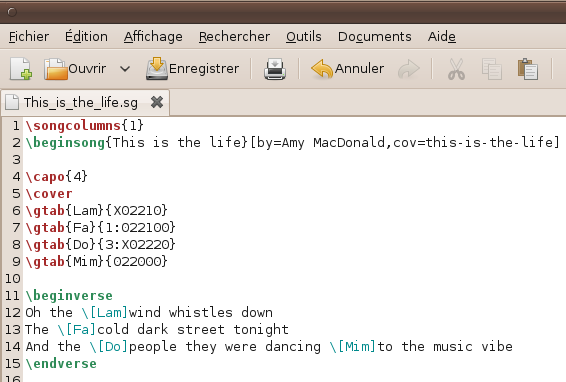 Fichier Édition Affichage Rechercher Outils Documents Aide
Ouvrir Enregistrer Annuler
This_is_the_life.sg
1 \songcolumns{1}
2 \beginsong{This is the life}[by=Amy MacDonald,cov=this-is-the-life]
3
4 \capo{4}
5 \cover
6 \gtab{Lam}{X02210}
7 \gtab{Fa}{1:022100}
8 \gtab{Do}{3:X02220}
9 \gtab{Mim}{022000}
10
11 \beginverse
12 Oh the \[Lam]wind whistles down
13 The \[Fa]cold dark street tonight
14 And the \[Do]people they were dancing \[Mim]to the music vibe
15 \endverse
16